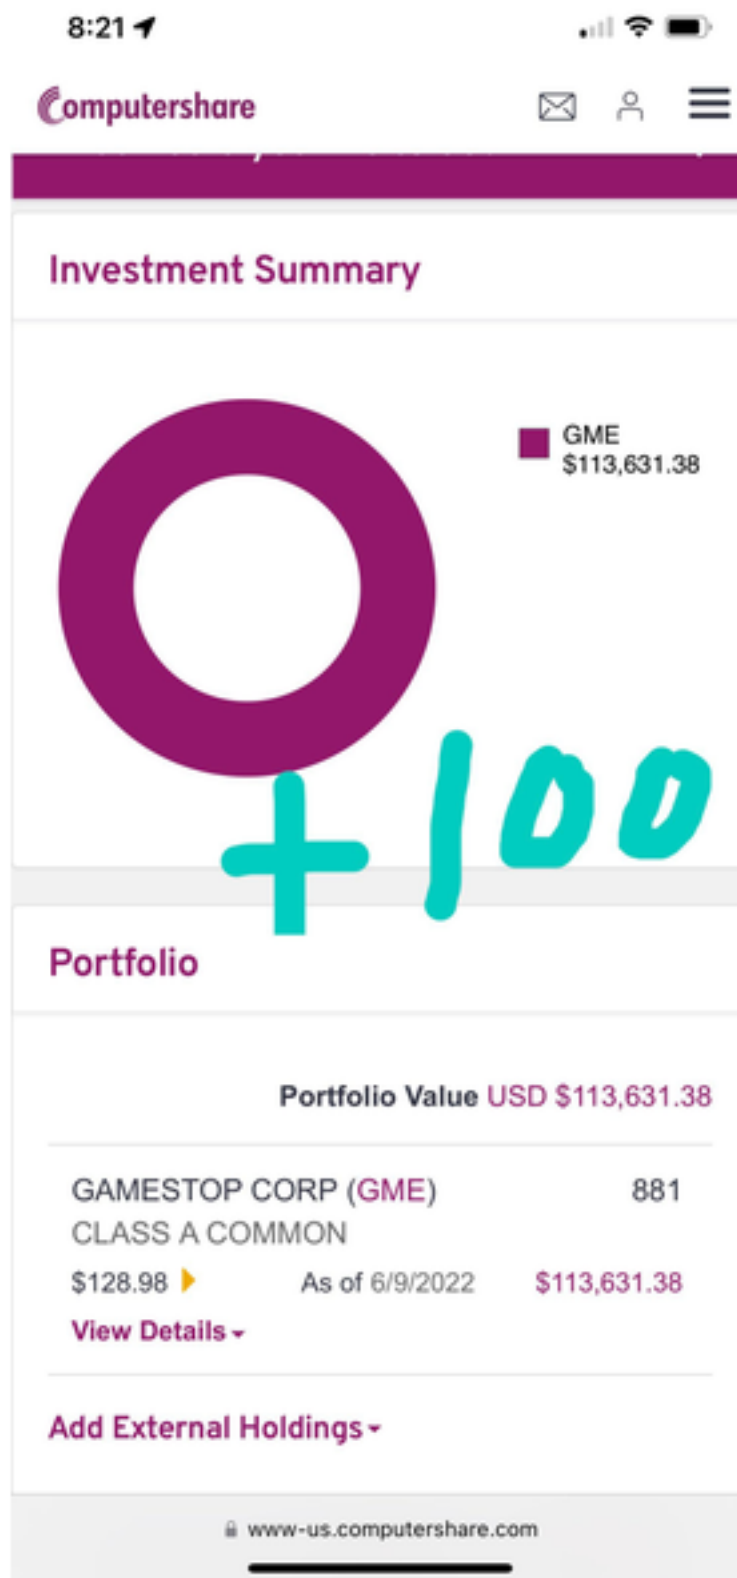 8:21
Computershare
Investment Summary
GME
$113,631.38
+100
Portfolio
Portfolio Value USD $113,631.38
GAMESTOP CORP (GME) 881
CLASS A COMMON
$128.98 As of 6/9/2022 $113,631.38
View Details
Add External Holdings
www-us.computershare.com